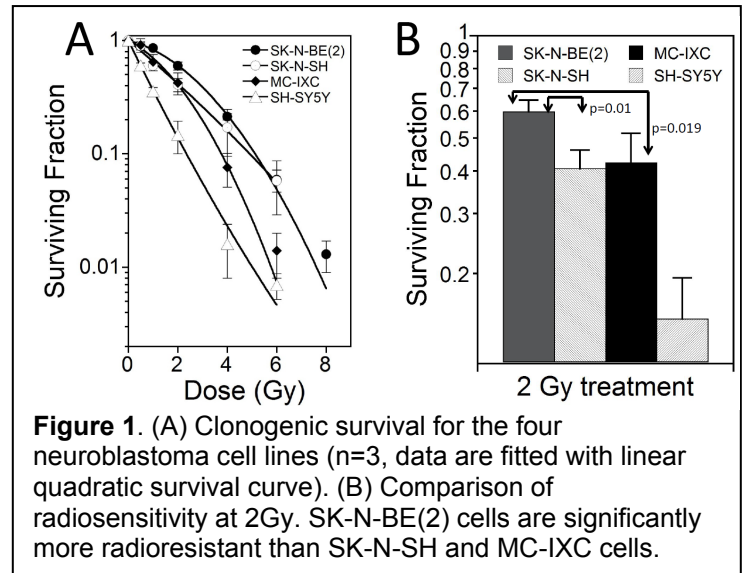 A
SK-N-BE(2)
SK-N-SH
MC-IXC
SH-SY5Y
1
0.1
0.01
Surviving Fraction
0 2 4 6 8
Dose (Gy)
B
SK-N-BE(2) MC-IXC
SK-N-SH SH-SY5Y
p=0.01
p=0.019
1
0.9
0.8
0.7
0.6
0.5
0.4
0.3
0.2
Surviving Fraction
2 Gy treatment
Figure 1. (A) Clonogenic survival for the four
neuroblastoma cell lines (n=3, data are fitted with linear
quadratic survival curve). (B) Comparison of
radiosensitivity at 2Gy. SK-N-BE(2) cells are significantly
more radioresistant than SK-N-SH and MC-IXC cells.